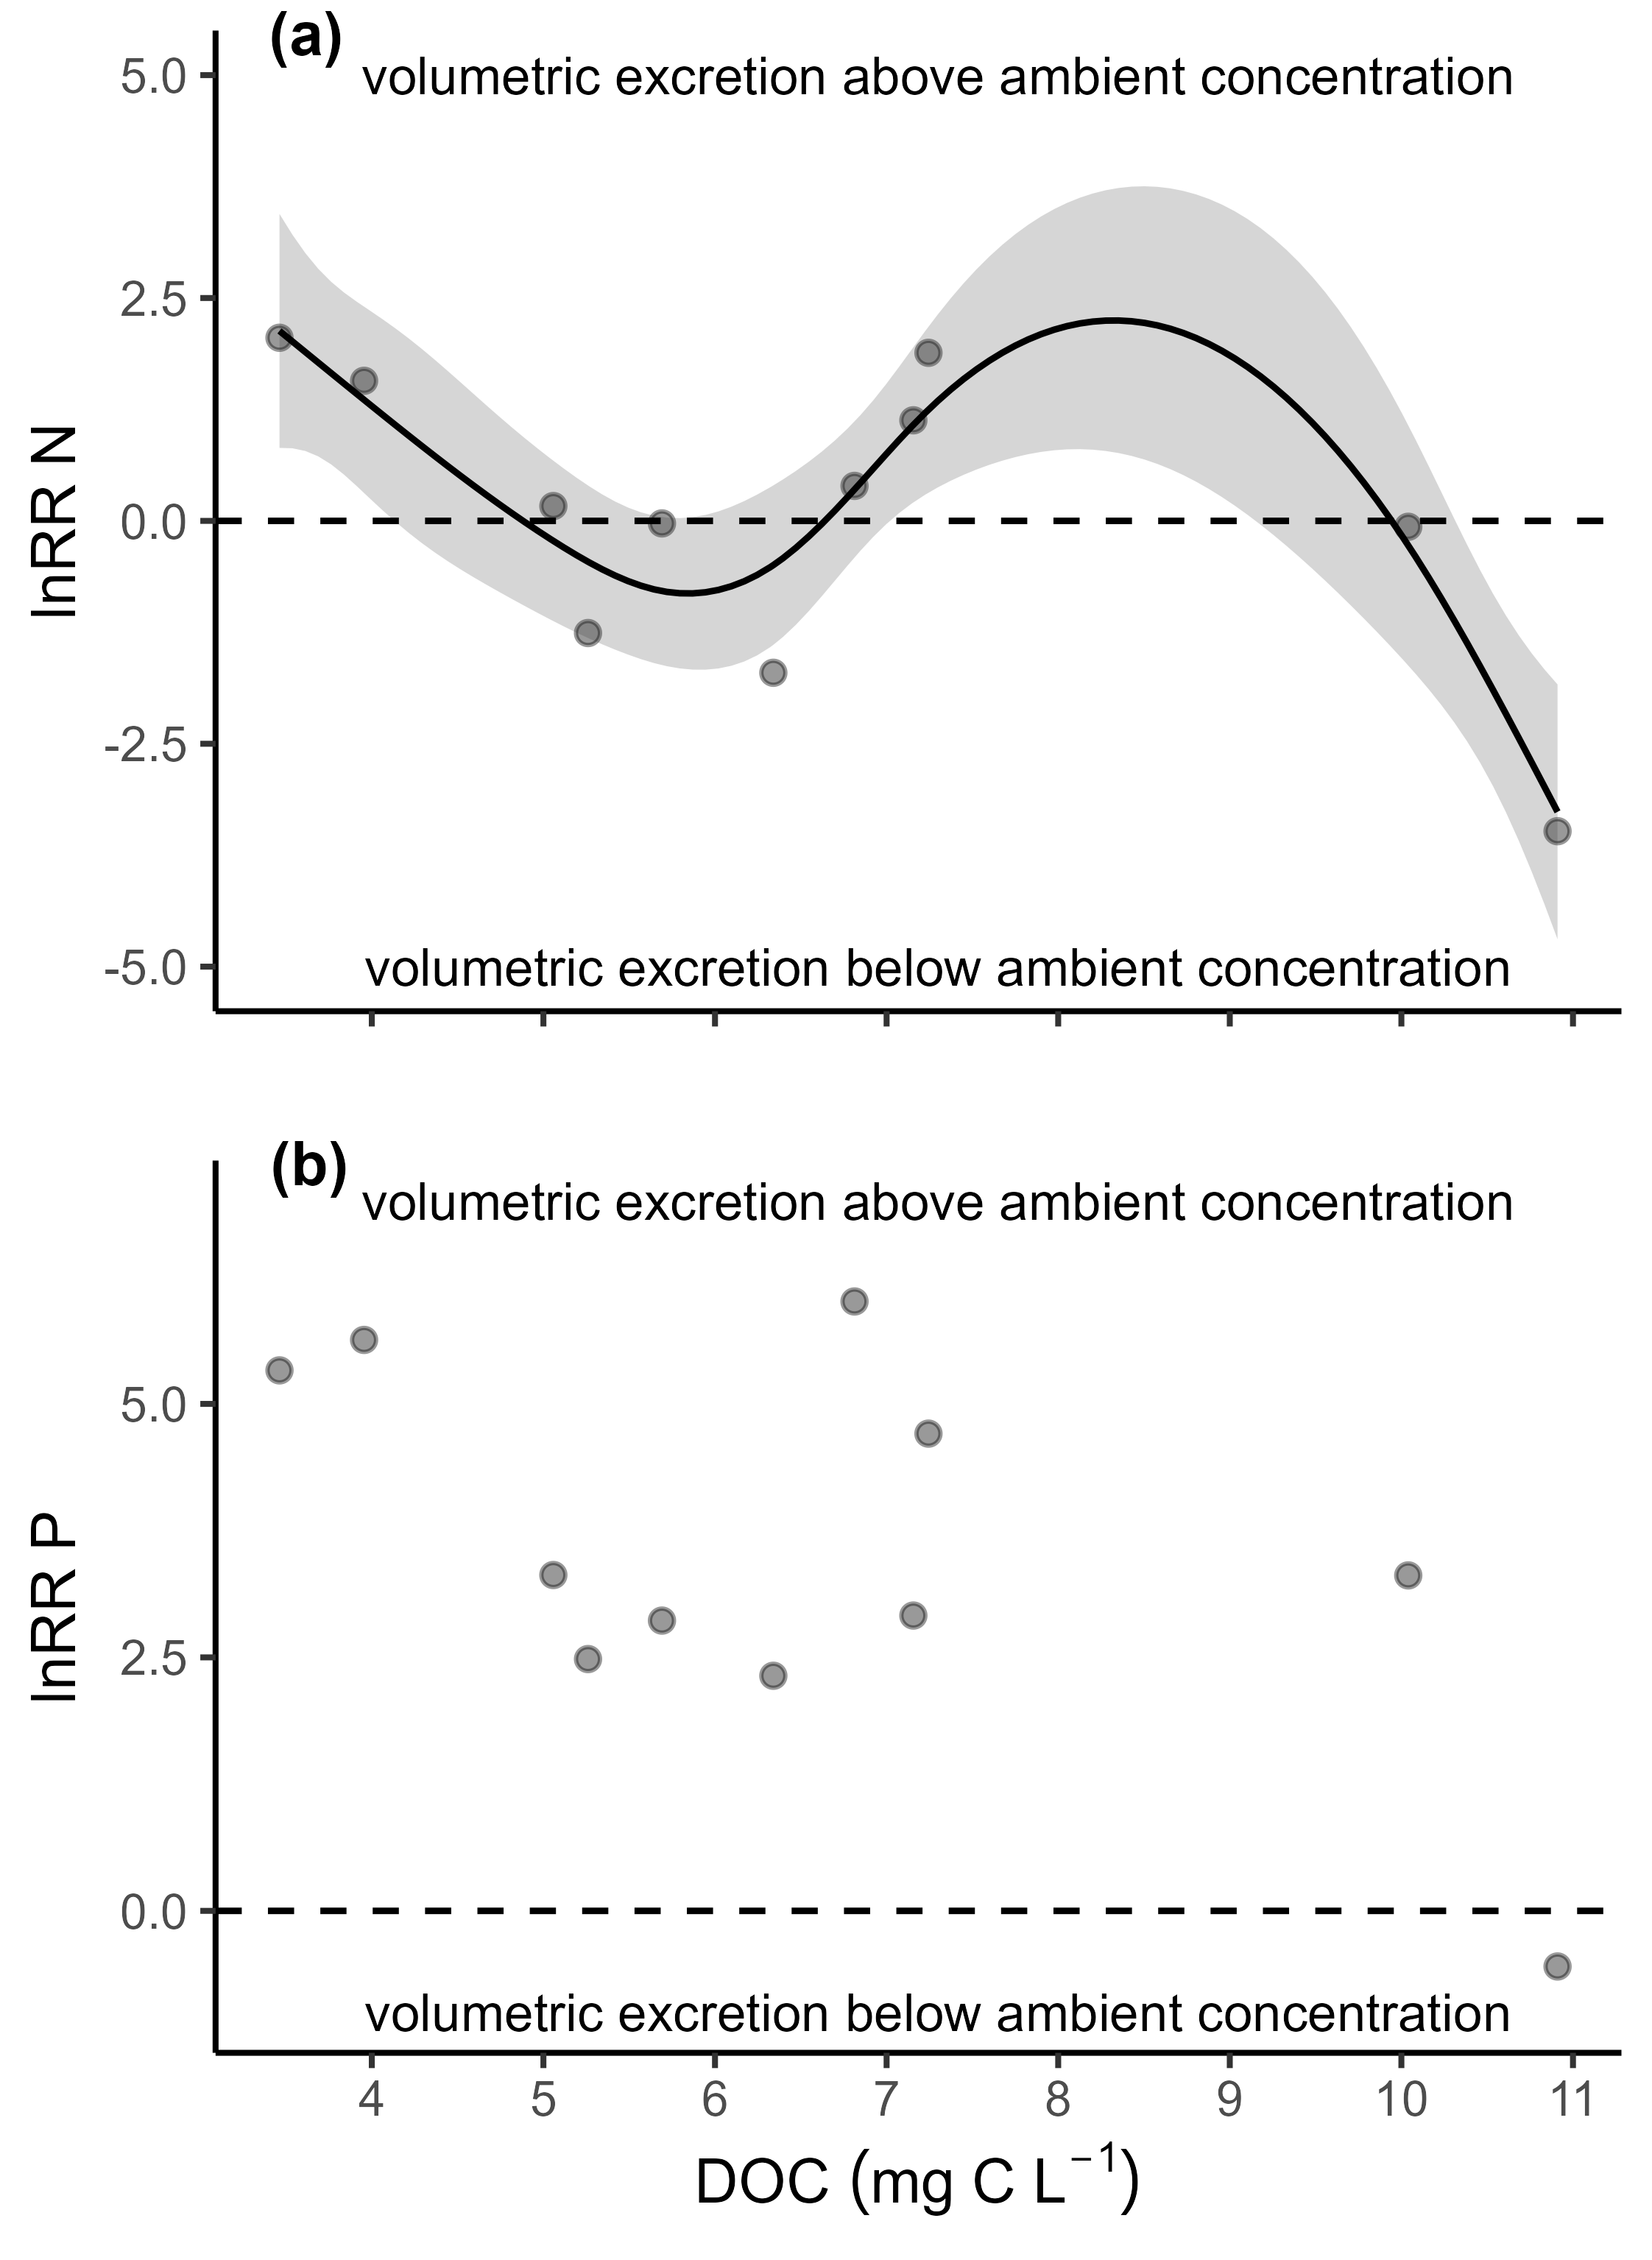 (a)
volumetric excretion above ambient concentration
5.0
2.5
0.0
-2.5
-5.0
lnRR N
volumetric excretion below ambient concentration
(b)
volumetric excretion above ambient concentration
5.0
2.5
0.0
lnRR P
volumetric excretion below ambient concentration
4 5 6 7 8 9 10 11
DOC (mg C L⁻¹)